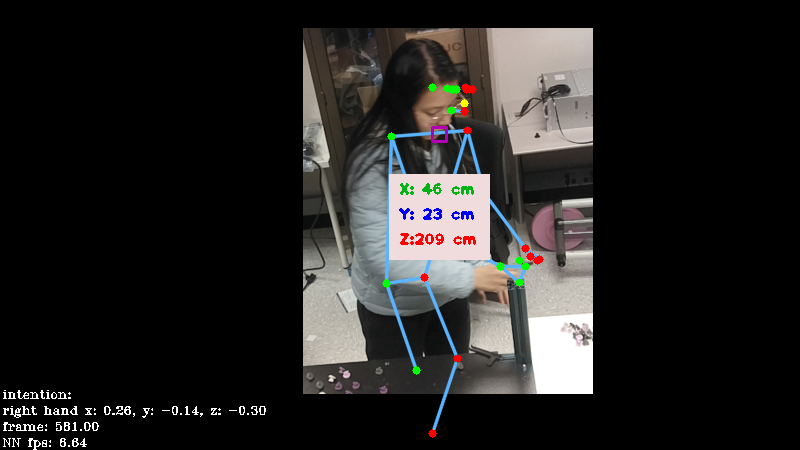 X: 46 cm
Y: 23 cm
Z:209 cm
intention:
right hand x: 0.26, y: -0.14, z: -0.30
frame: 581.00
NN fps: 6.64